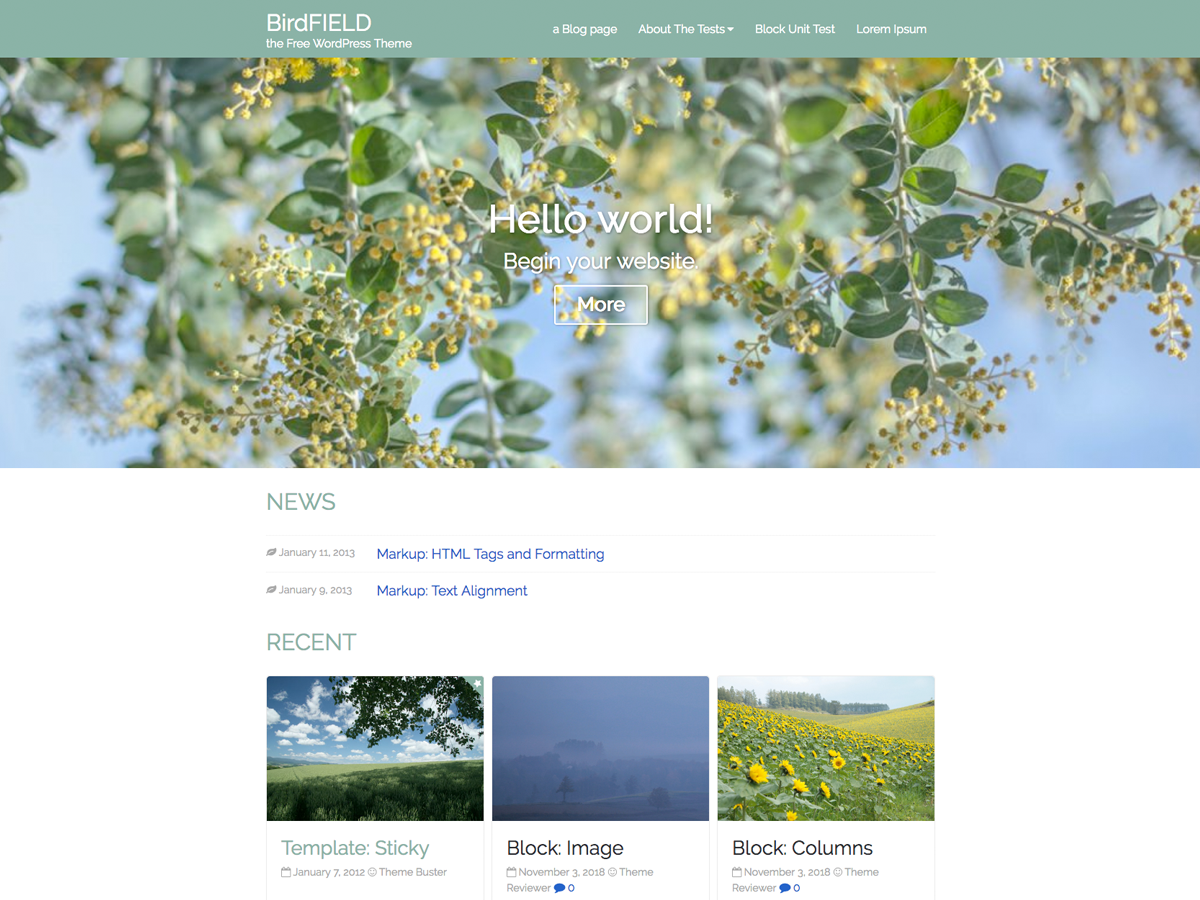 BirdFIELD
the Free WordPress Theme
a Blog page About The Tests Block Unit Test Lorem Ipsum
Hello world!
Begin your website.
More
NEWS
January 11, 2013 Markup: HTML Tags and Formatting
January 9, 2013 Markup: Text Alignment
RECENT
Template: Sticky
January 7, 2012 Theme Buster
Block: Image
November 3, 2018 Theme
Reviewer 0
Block: Columns
November 3, 2018 Theme
Reviewer 0